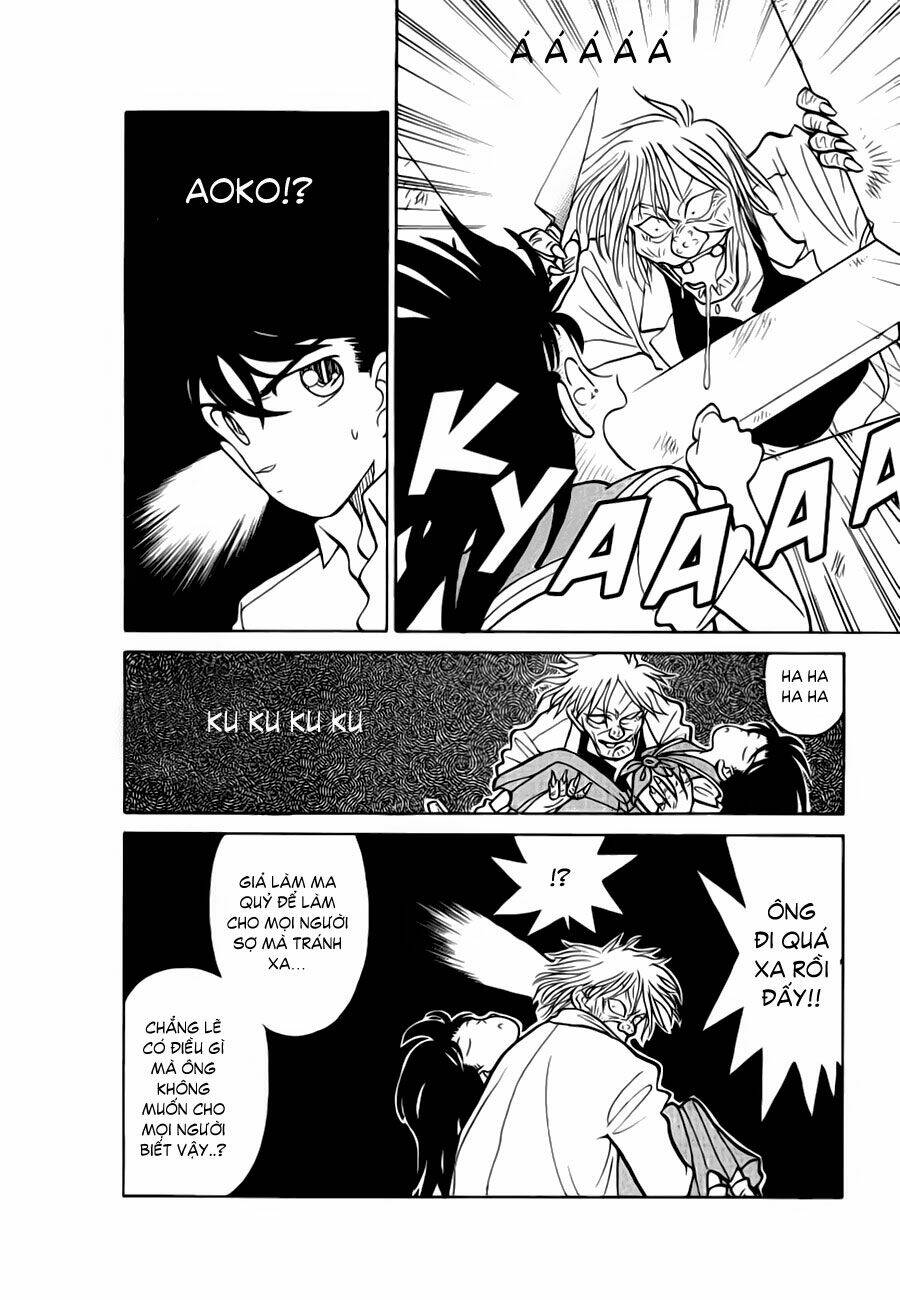 Á Á Á Á Á
KYAAAAA
AOKO!?
HA HA
HA HA
KU KU KU KU
ÔNG
ĐI QUÁ
XA RỒI
ĐẤY!!
!?
GIẢ LÀM MA
QUỶ ĐỂ LÀM
CHO MỌI NGƯỜI
SỢ MÀ TRÁNH
XA...
CHẲNG LẼ
CÓ ĐIỀU GÌ
MÀ ÔNG
KHÔNG
MUỐN CHO
MỌI NGƯỜI
BIẾT VẬY..?